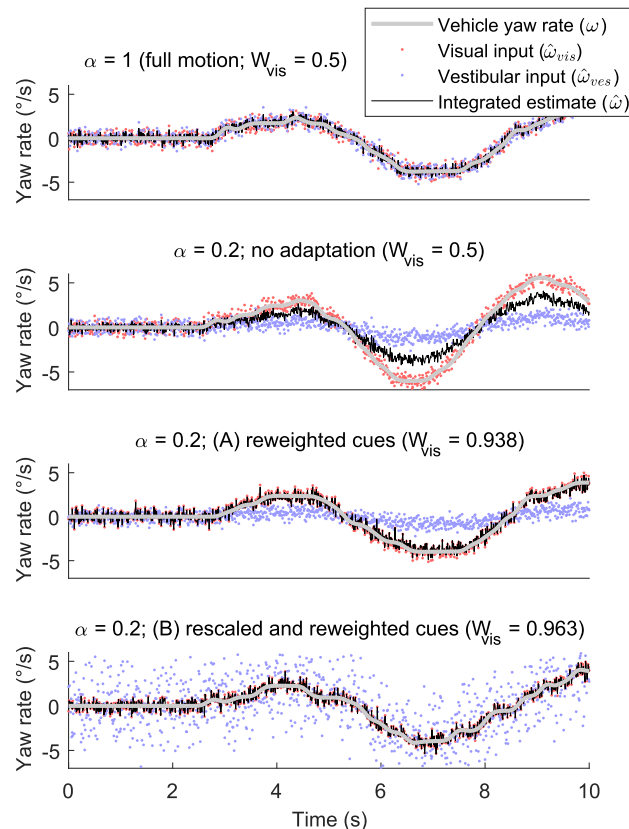 Vehicle yaw rate (ω)
Visual input (ω̂vis)
Vestibular input (ω̂ves)
Integrated estimate (ω̂)
α = 1 (full motion; Wvis = 0.5)
Yaw rate (°/s)
5
0
-5
α = 0.2; no adaptation (Wvis = 0.5)
Yaw rate (°/s)
5
0
-5
α = 0.2; (A) reweighted cues (Wvis = 0.938)
Yaw rate (°/s)
5
0
-5
α = 0.2; (B) rescaled and reweighted cues (Wvis = 0.963)
Yaw rate (°/s)
5
0
-5
0 2 4 6 8 10
Time (s)